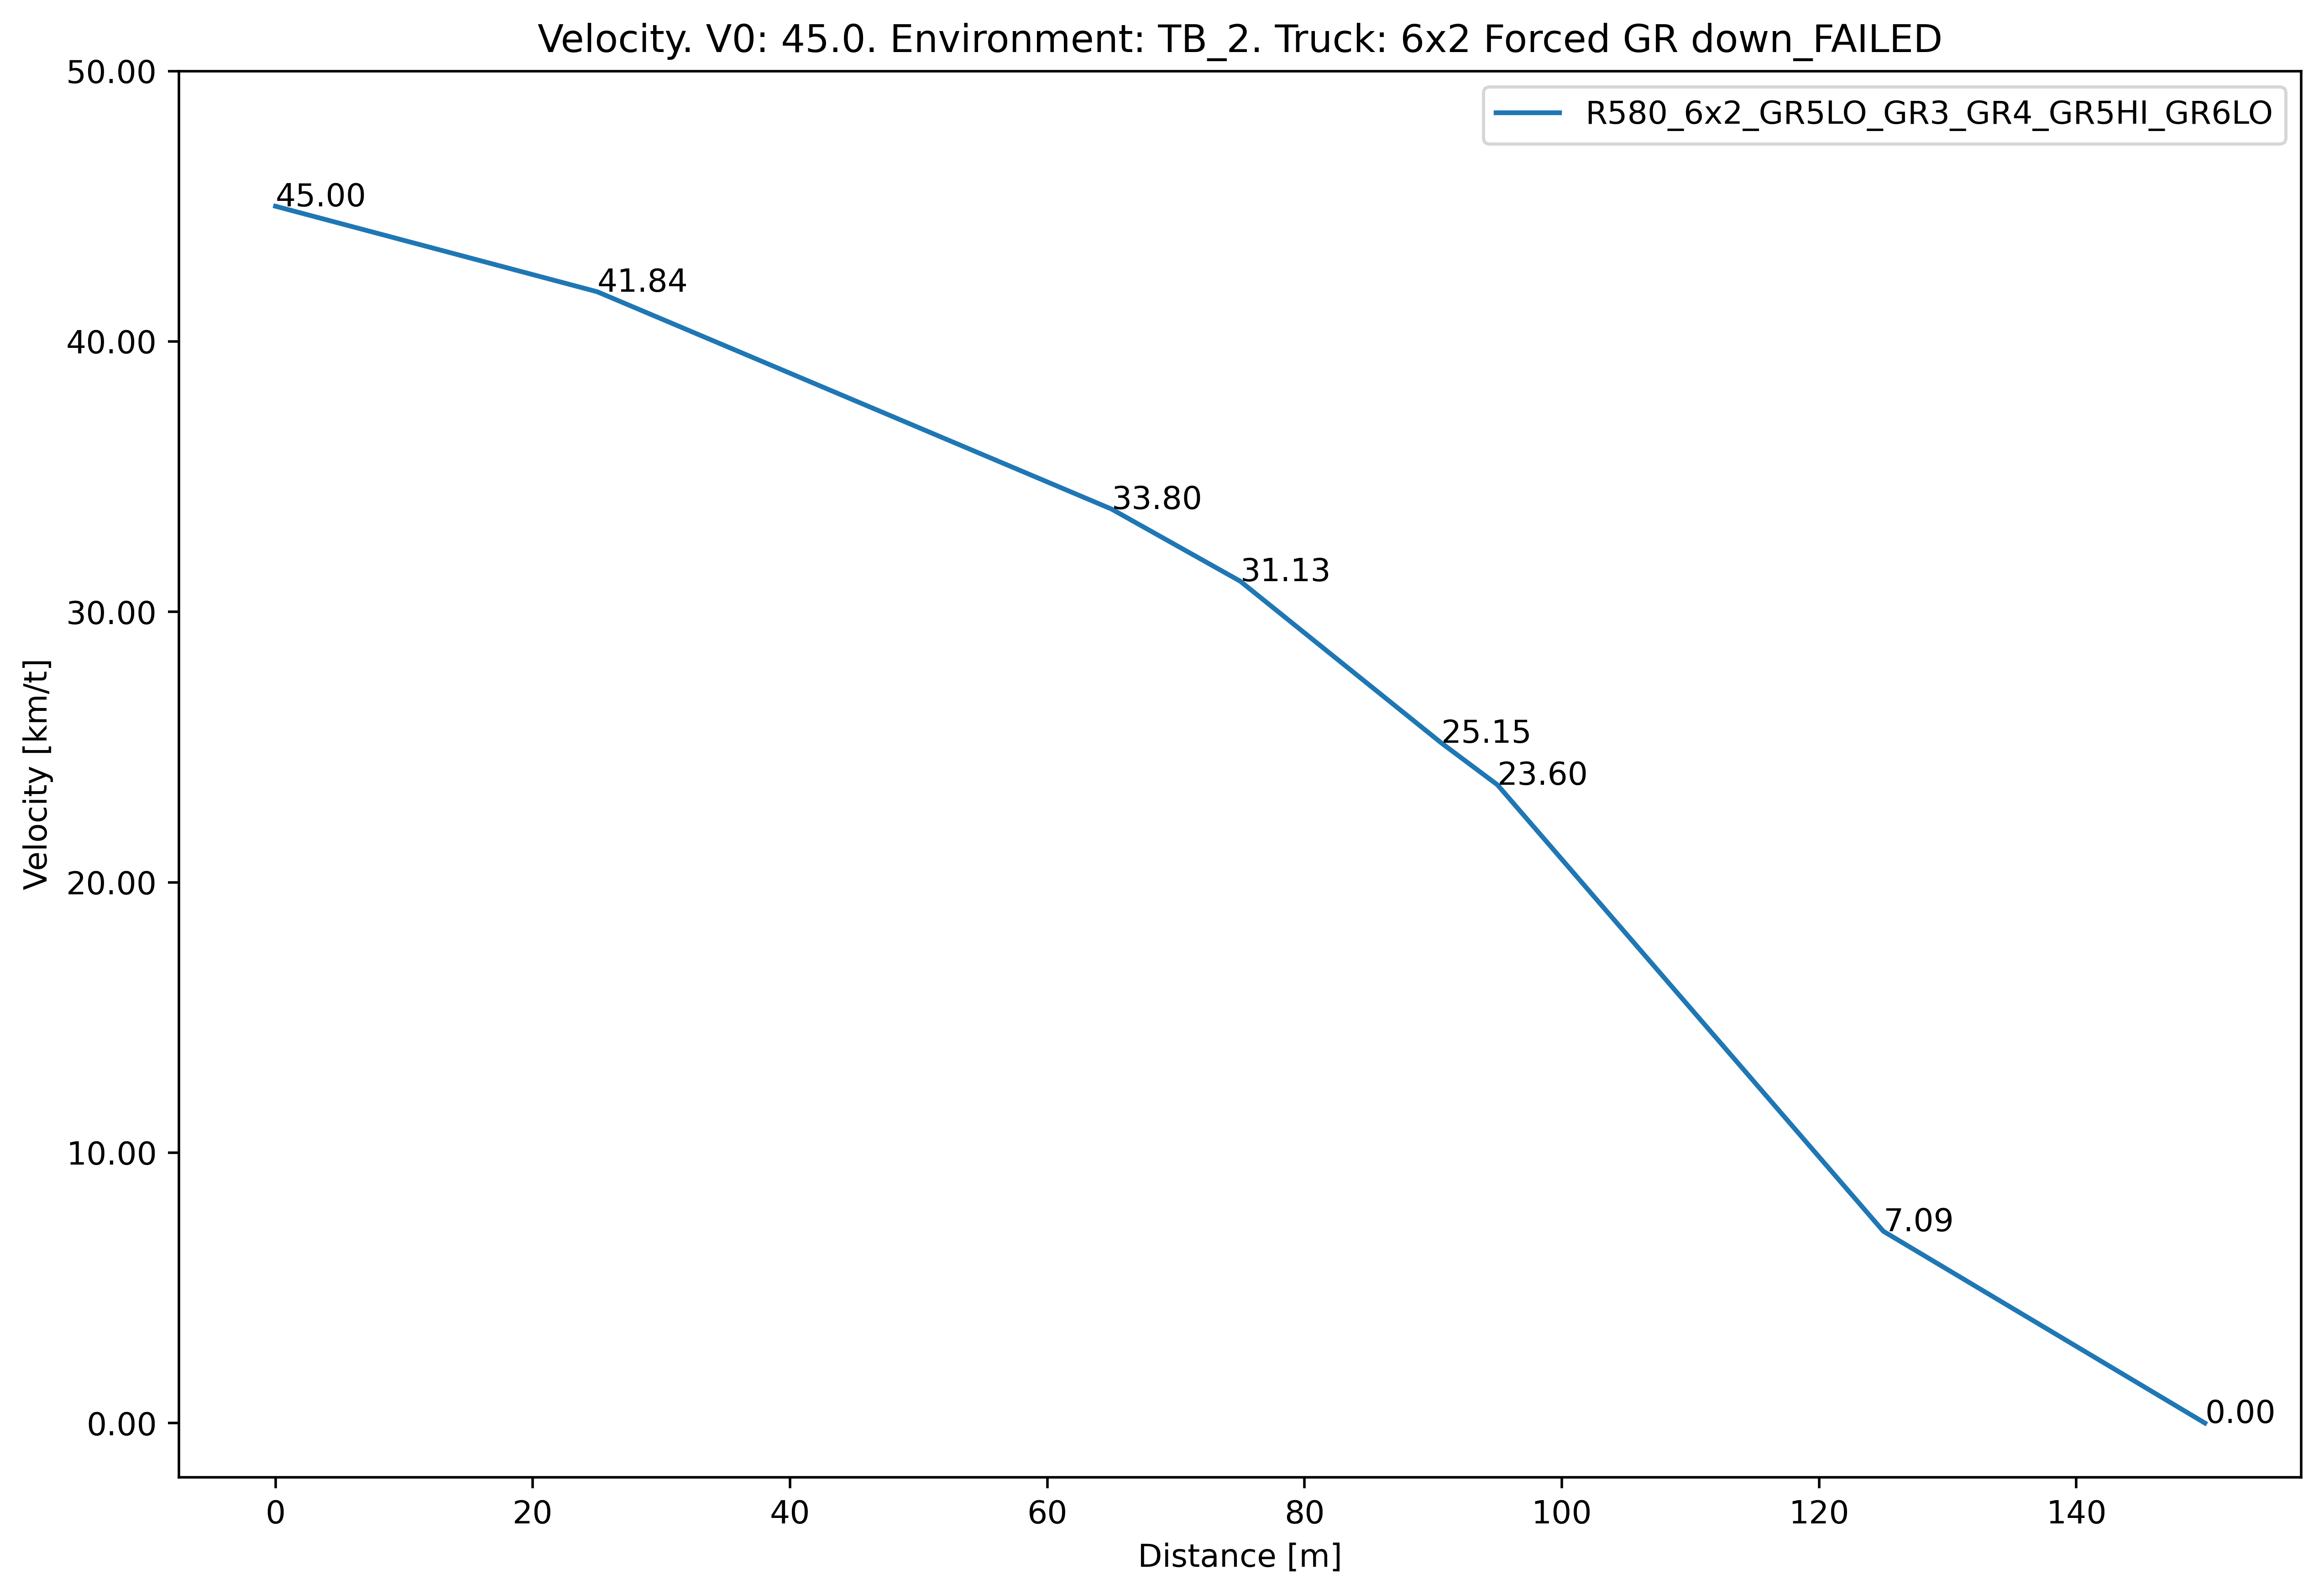 Velocity. V0: 45.0. Environment: TB_2. Truck: 6x2 Forced GR down_FAILED
50.00
R580_6x2_GR5LO_GR3_GR4_GR5HI_GR6LO
45.00
41.84
40.00
33.80
31.13
30.00
25.15
23.60
Velocity [km/t]
20.00
10.00
7.09
0.00
0.00
0 20 40 60 80 100 120 140
Distance [m]